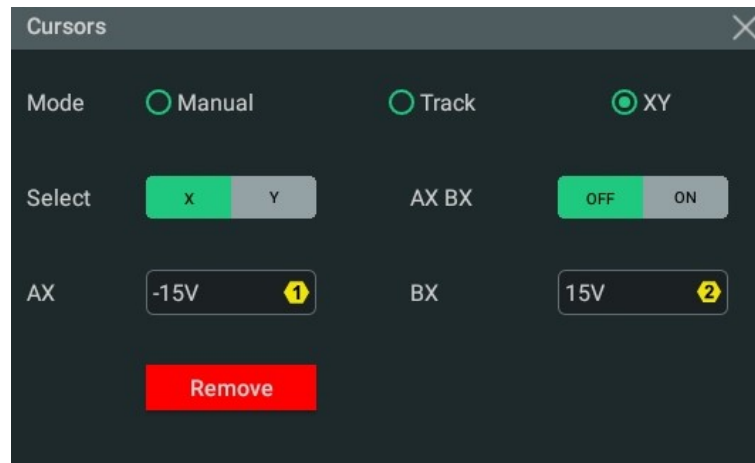 Cursors
Mode Manual Track XY
Select X Y AX BX OFF ON
AX -15V 1 BX 15V 2
Remove